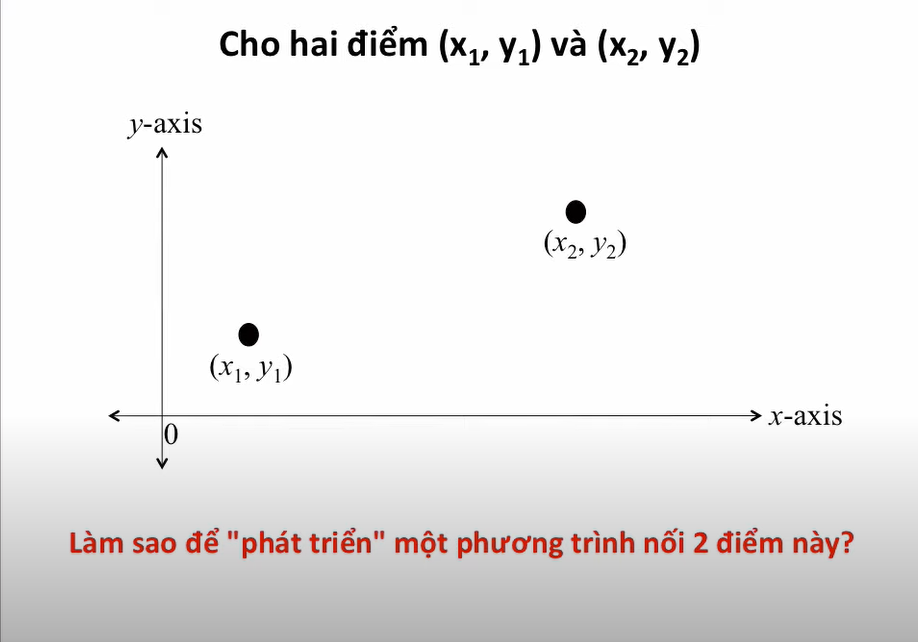 Cho hai điểm (x₁, y₁) và (x₂, y₂)
y-axis
(x₂, y₂)
(x₁, y₁)
x-axis
0
Làm sao để "phát triển" một phương trình nối 2 điểm này?